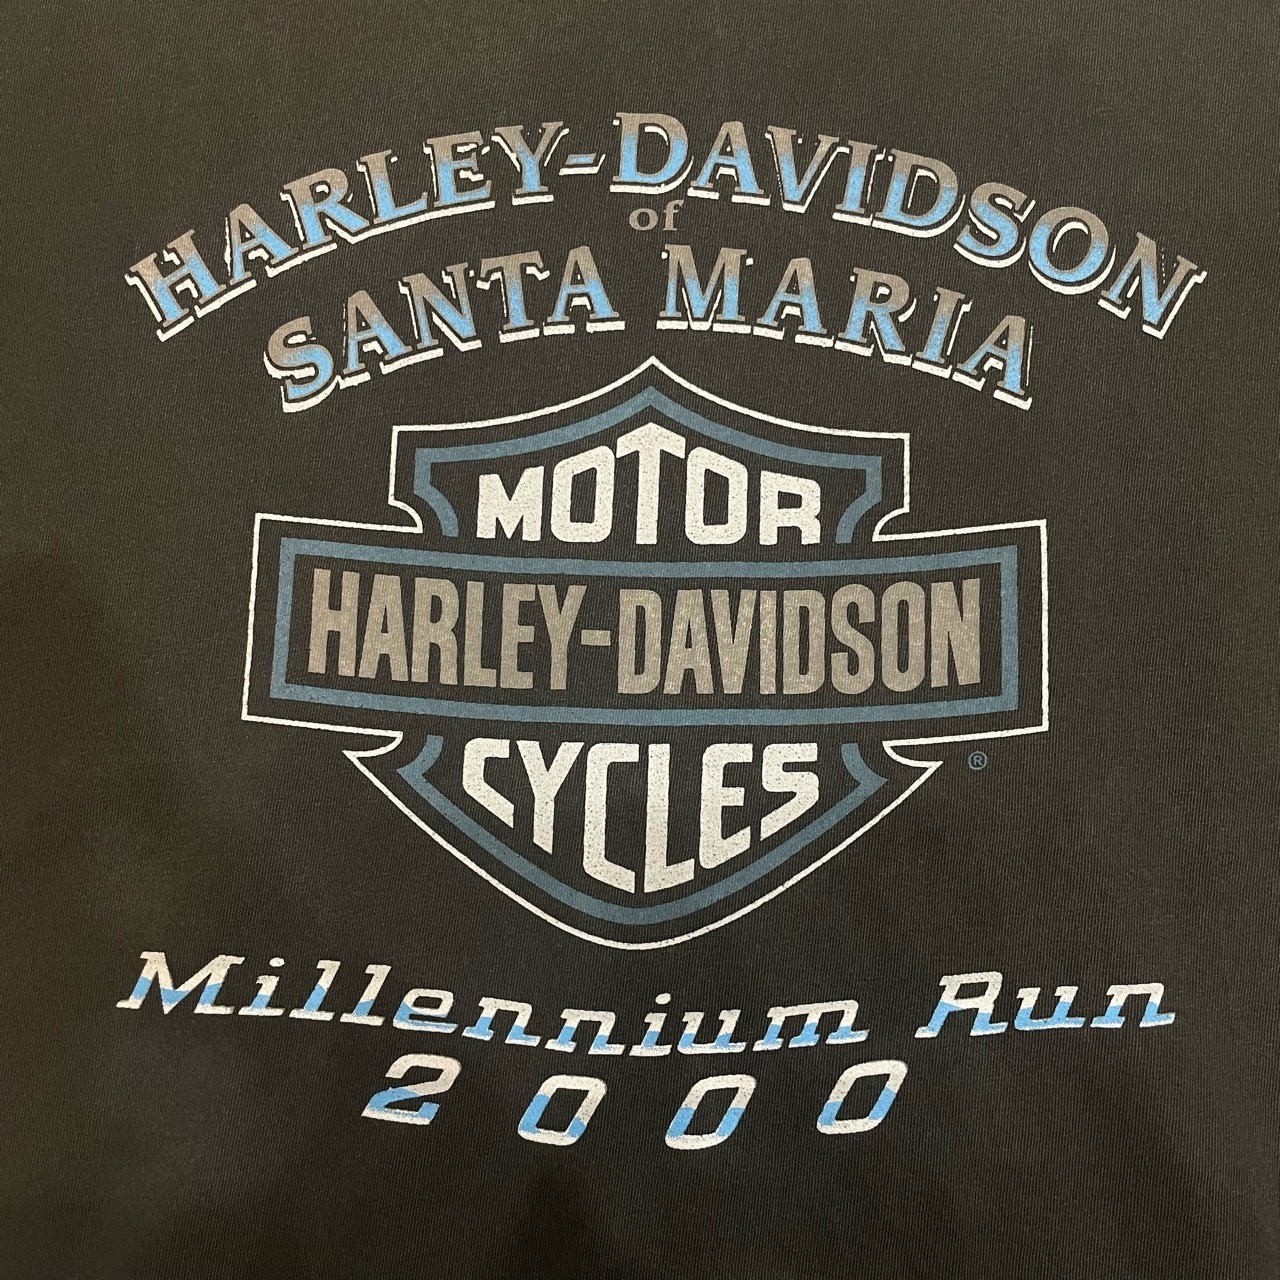 HARLEY-DAVIDSON
of
SANTA MARIA
MOTOR
HARLEY-DAVIDSON
CYCLES
®
Millennium Run
2000